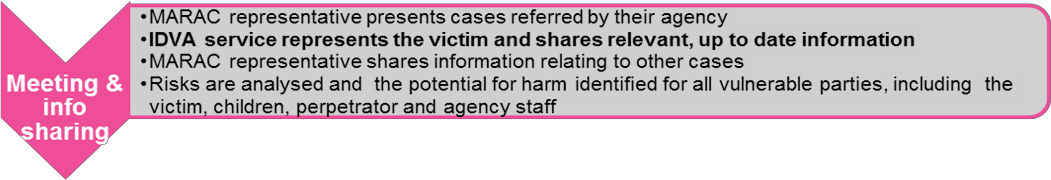 Meeting &
info
sharing
•MARAC representative presents cases referred by their agency
•IDVA service represents the victim and shares relevant, up to date information
•MARAC representative shares information relating to other cases
•Risks are analysed and the potential for harm identified for all vulnerable parties, including the
victim, children, perpetrator and agency staff